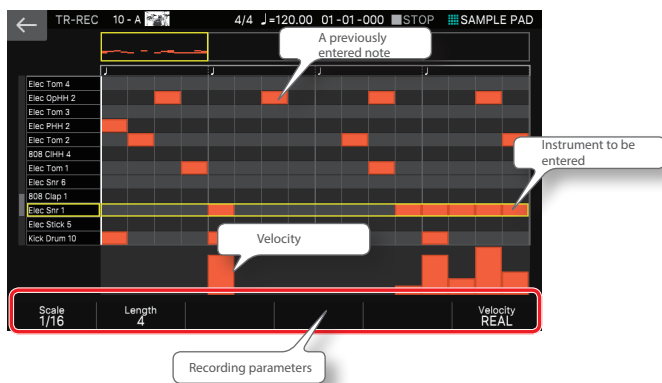 TR-REC 10 - A 4/4 ♩=120.00 01-01-000 STOP SAMPLE PAD
A previously
entered note
Elec Tom 4
Elec OpHH 2
Elec Tom 3
Elec PHH 2
Elec Tom 2
808 ClHH 4
Elec Tom 1
Elec Snr 6
808 Clap 1
Elec Snr 1
Elec Stick 5
Kick Drum 10
Instrument to be
entered
Velocity
Scale
1/16
Length
4
Velocity
REAL
Recording parameters